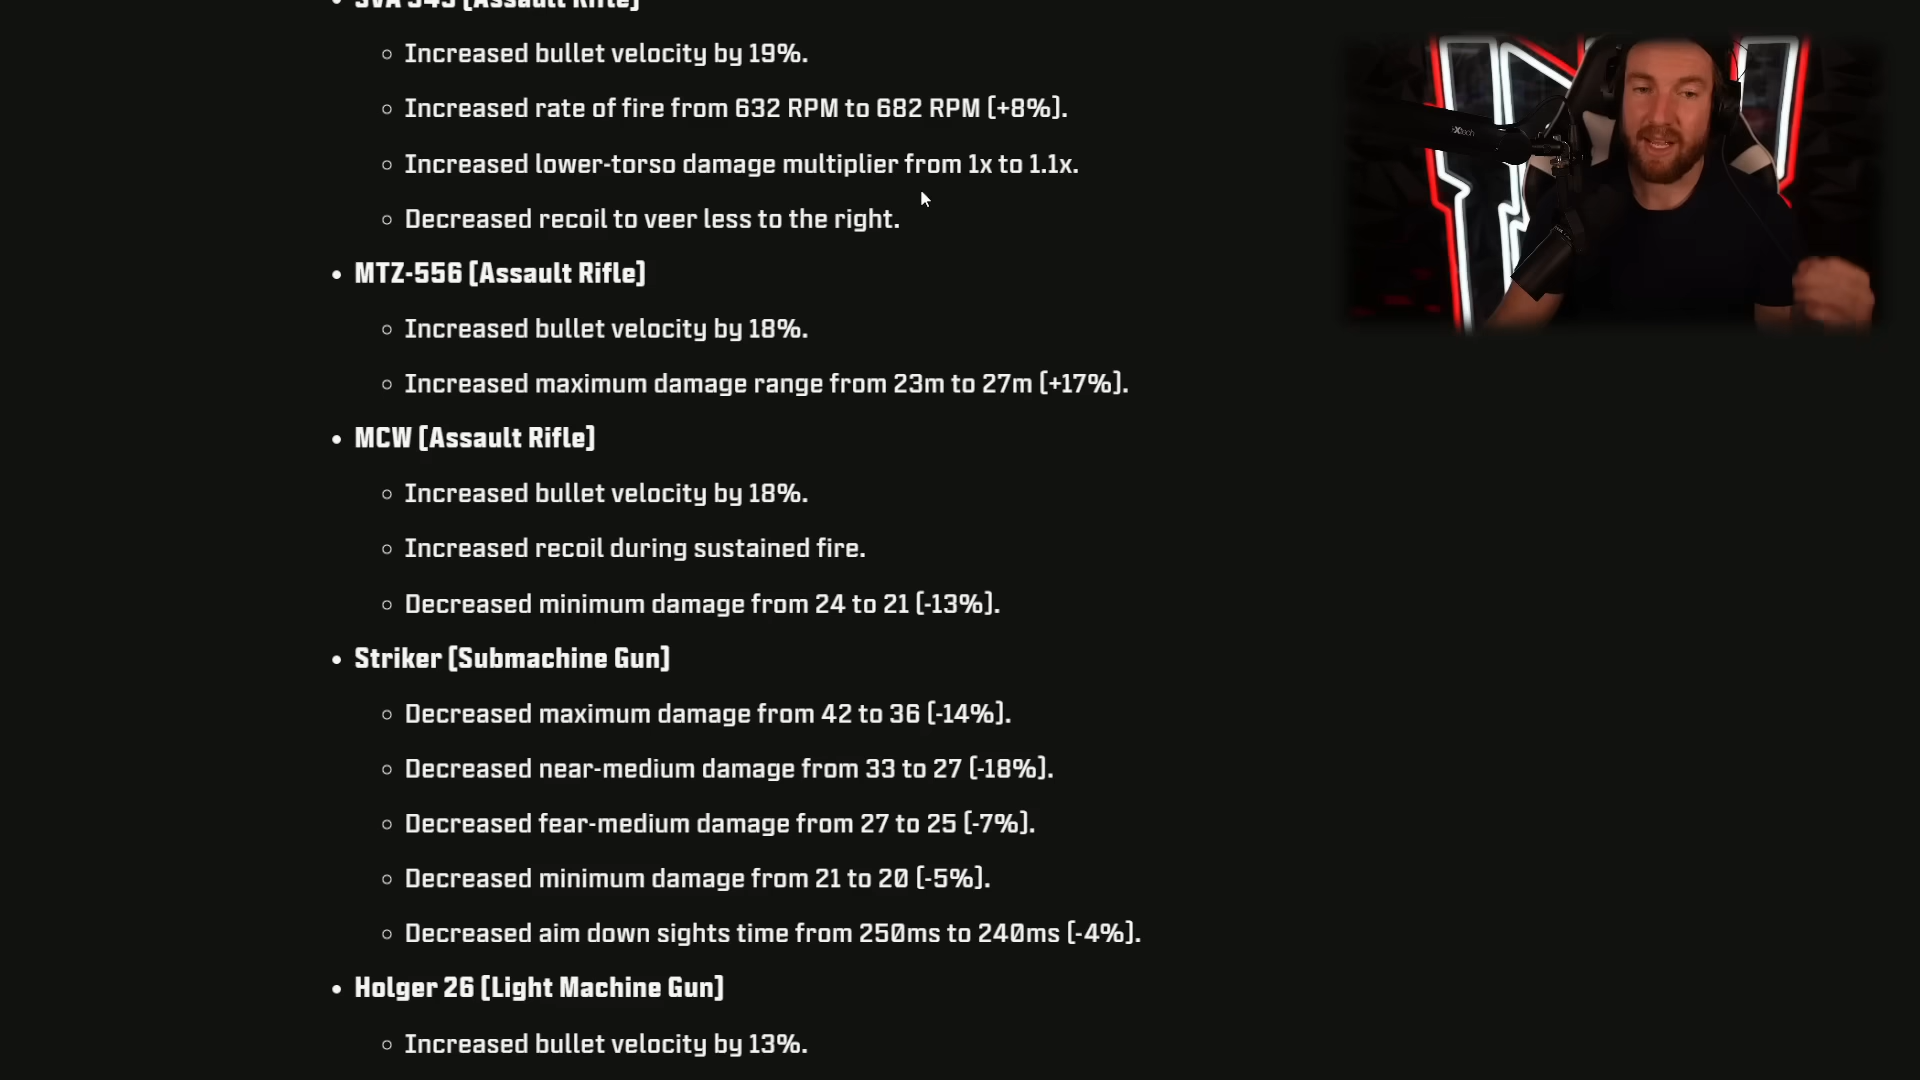 SVA 545 [Assault Rifle]
Increased bullet velocity by 19%.
Increased rate of fire from 632 RPM to 682 RPM [+8%].
Increased lower-torso damage multiplier from 1x to 1.1x.
Decreased recoil to veer less to the right.
MTZ-556 [Assault Rifle]
Increased bullet velocity by 18%.
Increased maximum damage range from 23m to 27m [+17%].
MCW [Assault Rifle]
Increased bullet velocity by 18%.
Increased recoil during sustained fire.
Decreased minimum damage from 24 to 21 [-13%].
Striker [Submachine Gun]
Decreased maximum damage from 42 to 36 [-14%].
Decreased near-medium damage from 33 to 27 [-18%].
Decreased fear-medium damage from 27 to 25 [-7%].
Decreased minimum damage from 21 to 20 [-5%].
Decreased aim down sights time from 250ms to 240ms [-4%].
Holger 26 [Light Machine Gun]
Increased bullet velocity by 13%.